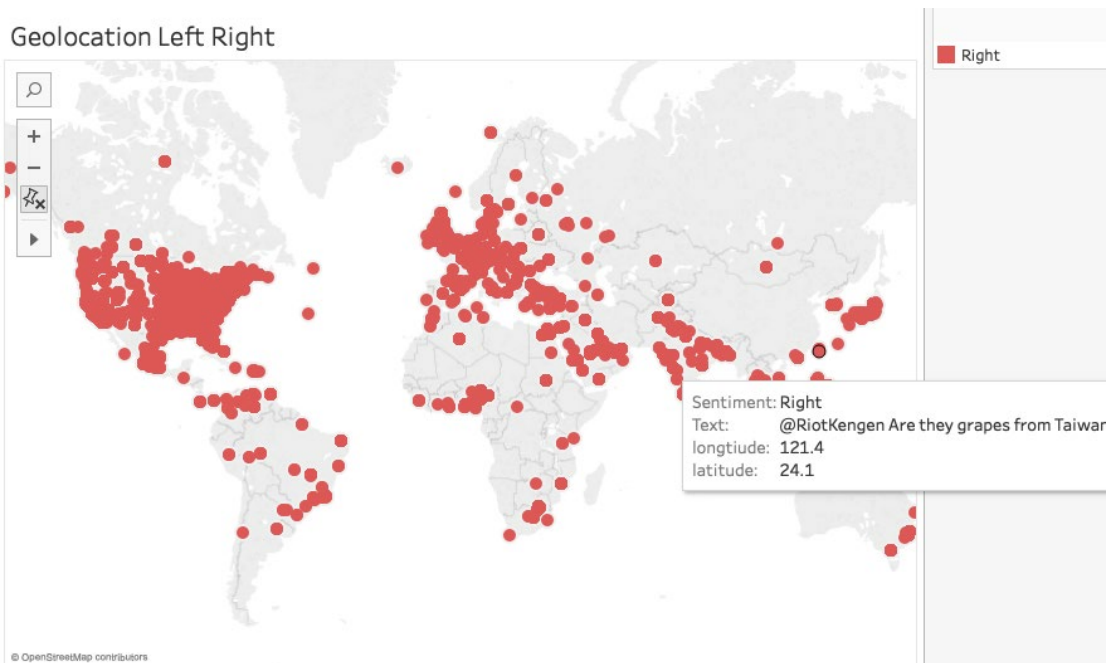 Geolocation Left Right
Right
Sentiment: Right
Text: @RiotKengen Are they grapes from Taiwan
longtiude: 121.4
latitude: 24.1
© OpenStreetMap contributors